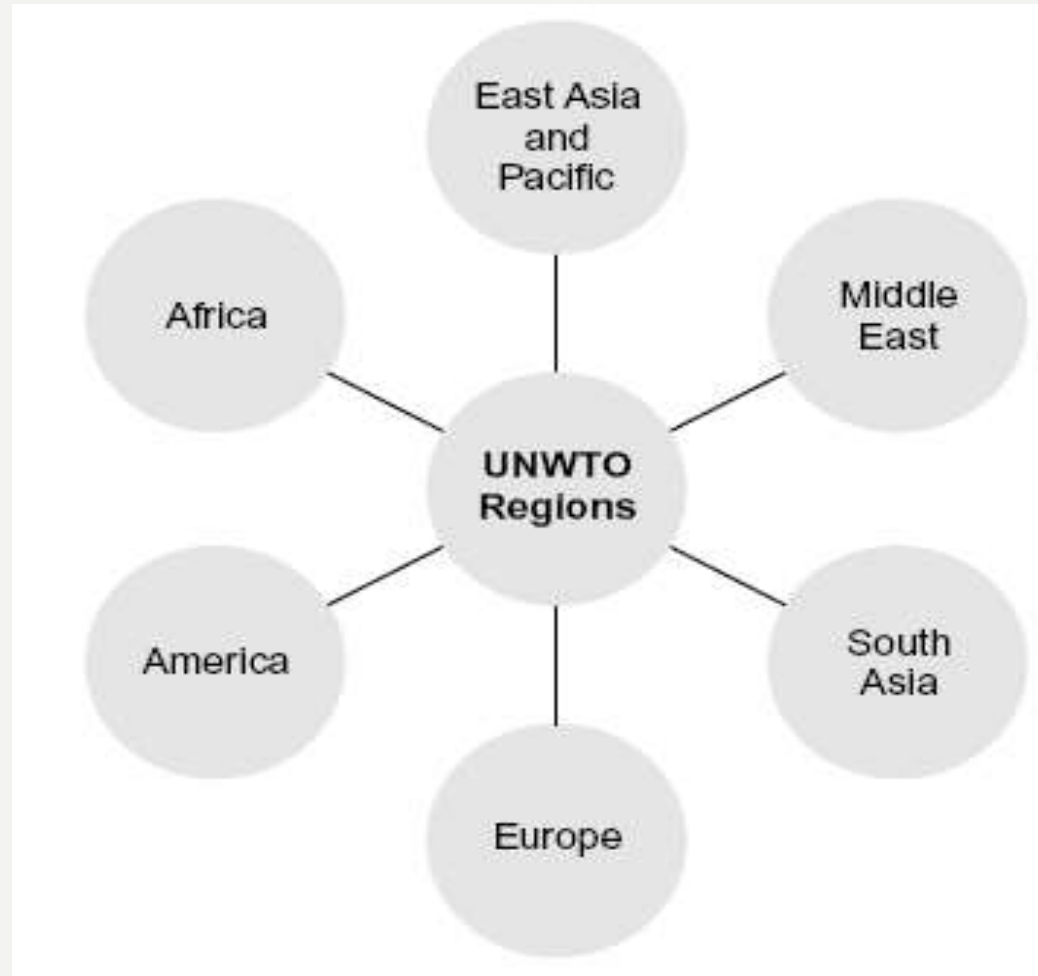 East Asia
and
Pacific
Africa
Middle
East
UNWTO
Regions
America
South
Asia
Europe